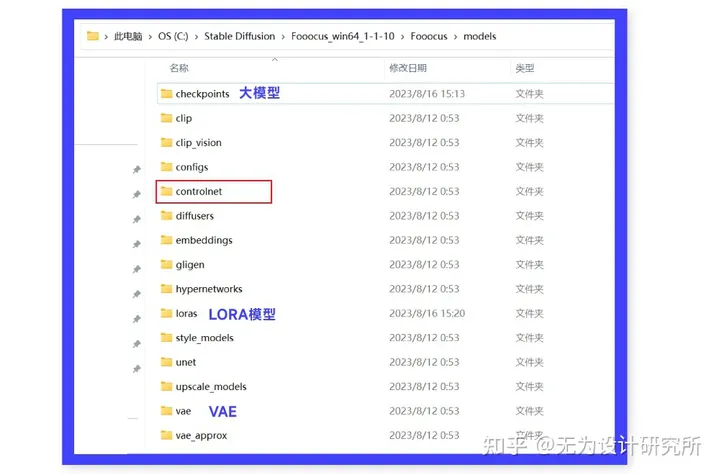 此电脑 > OS (C:) > Stable Diffusion > Fooocus_win64_1-1-10 > Fooocus > models
名称 修改日期 类型
checkpoints 大模型 2023/8/16 15:13 文件夹
clip 2023/8/12 0:53 文件夹
clip_vision 2023/8/12 0:53 文件夹
configs 2023/8/12 0:53 文件夹
controlnet 2023/8/12 0:53 文件夹
diffusers 2023/8/12 0:53 文件夹
embeddings 2023/8/12 0:53 文件夹
gligen 2023/8/12 0:53 文件夹
hypernetworks 2023/8/12 0:53 文件夹
loras LORA模型 2023/8/16 15:20 文件夹
style_models 2023/8/12 0:53 文件夹
unet 2023/8/12 0:53 文件夹
upscale_models 2023/8/12 0:53 文件夹
vae VAE 2023/8/12 0:53 文件夹
vae_approx 2023/8/12 0:53 文件夹
知乎 @无为设计研究所